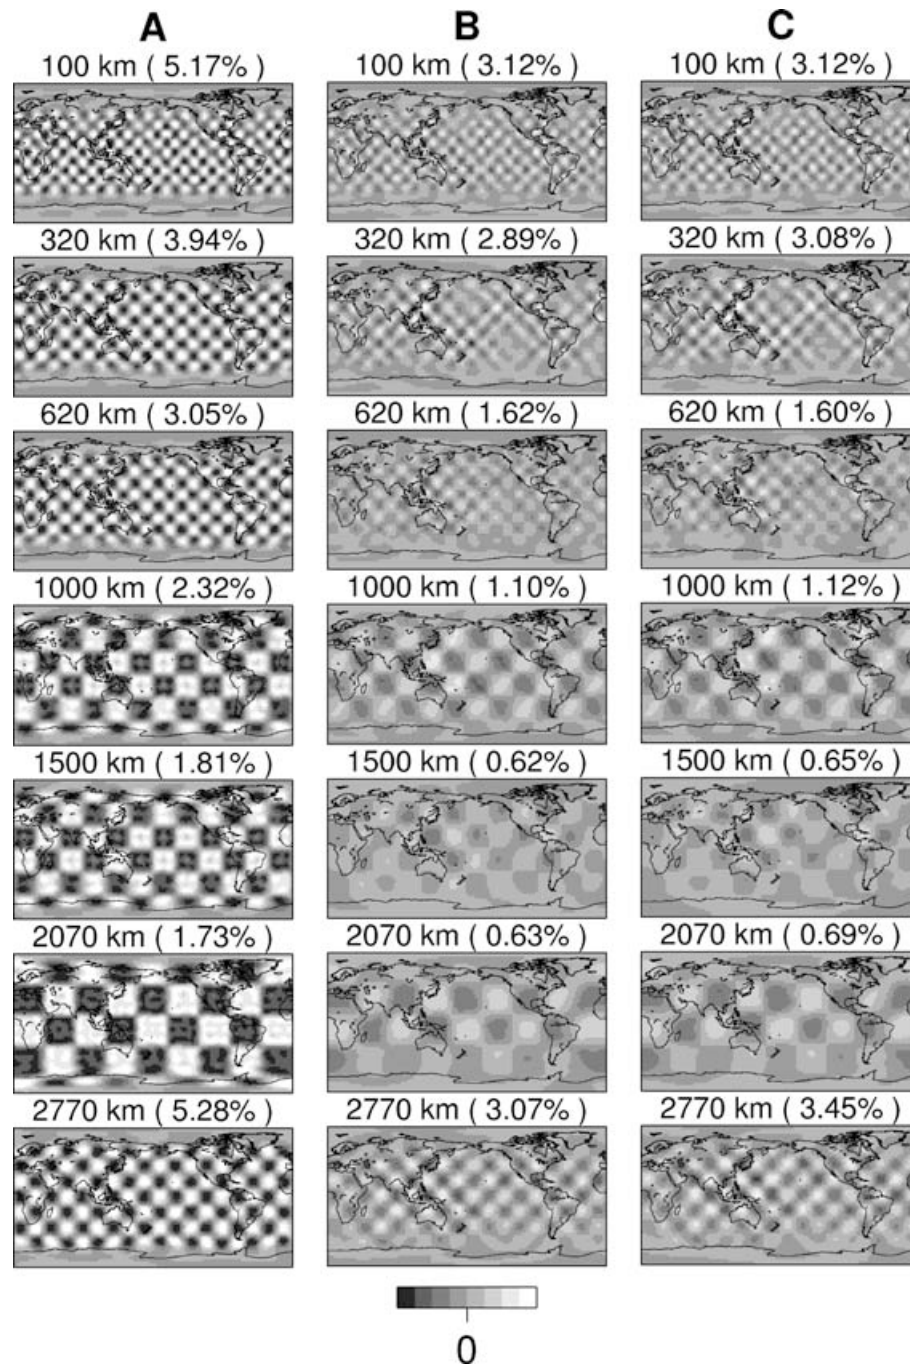 A B C
100 km ( 5.17% ) 100 km ( 3.12% ) 100 km ( 3.12% )
320 km ( 3.94% ) 320 km ( 2.89% ) 320 km ( 3.08% )
620 km ( 3.05% ) 620 km ( 1.62% ) 620 km ( 1.60% )
1000 km ( 2.32% ) 1000 km ( 1.10% ) 1000 km ( 1.12% )
1500 km ( 1.81% ) 1500 km ( 0.62% ) 1500 km ( 0.65% )
2070 km ( 1.73% ) 2070 km ( 0.63% ) 2070 km ( 0.69% )
2770 km ( 5.28% ) 2770 km ( 3.07% ) 2770 km ( 3.45% )
0